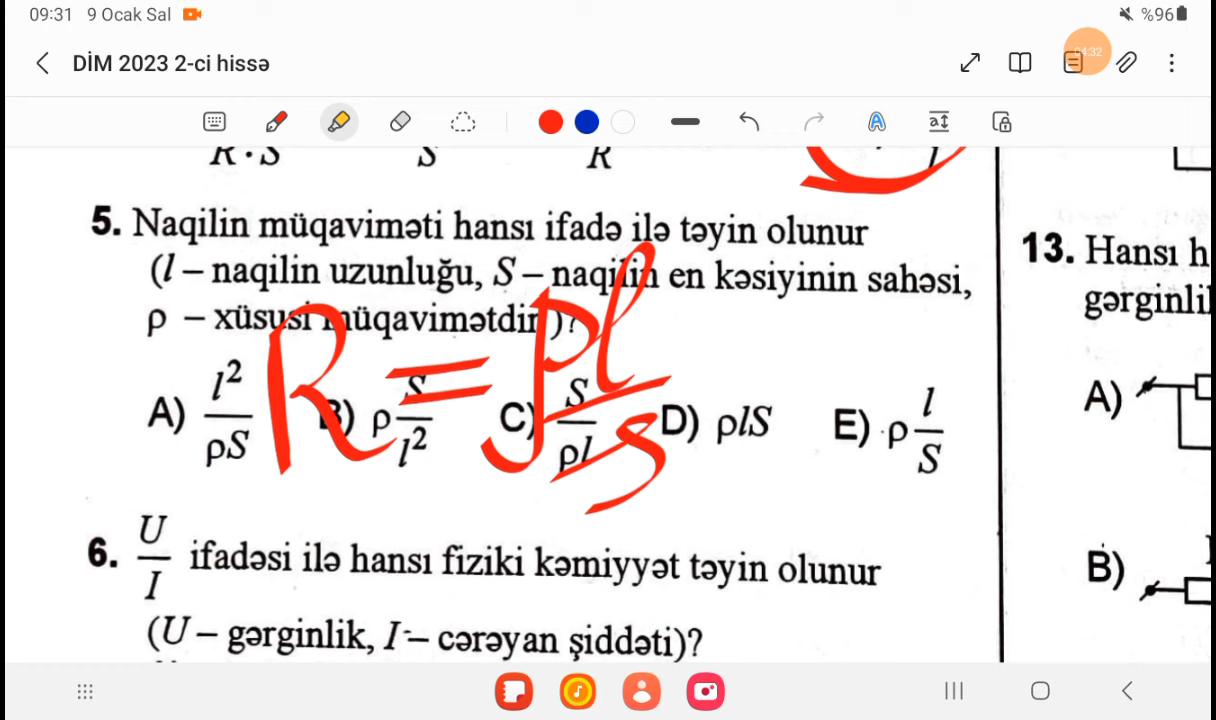 09:31 9 Ocak Sal %96
DİM 2023 2-ci hissə 04:32
R · S S R I
5. Naqilin müqaviməti hansı ifadə ilə təyin olunur
(l – naqilin uzunluğu, S – naqilin en kəsiyinin sahəsi,
ρ – xüsusi müqavimətdir)?
A) l²/ρS B) ρ S/l² C) S/ρl D) ρlS E) ρ l/S
R = ρl/S
6. U/I ifadəsi ilə hansı fiziki kəmiyyət təyin olunur
(U – gərginlik, I – cərəyan şiddəti)?
13. Hansı h
gərginli
A)
B)